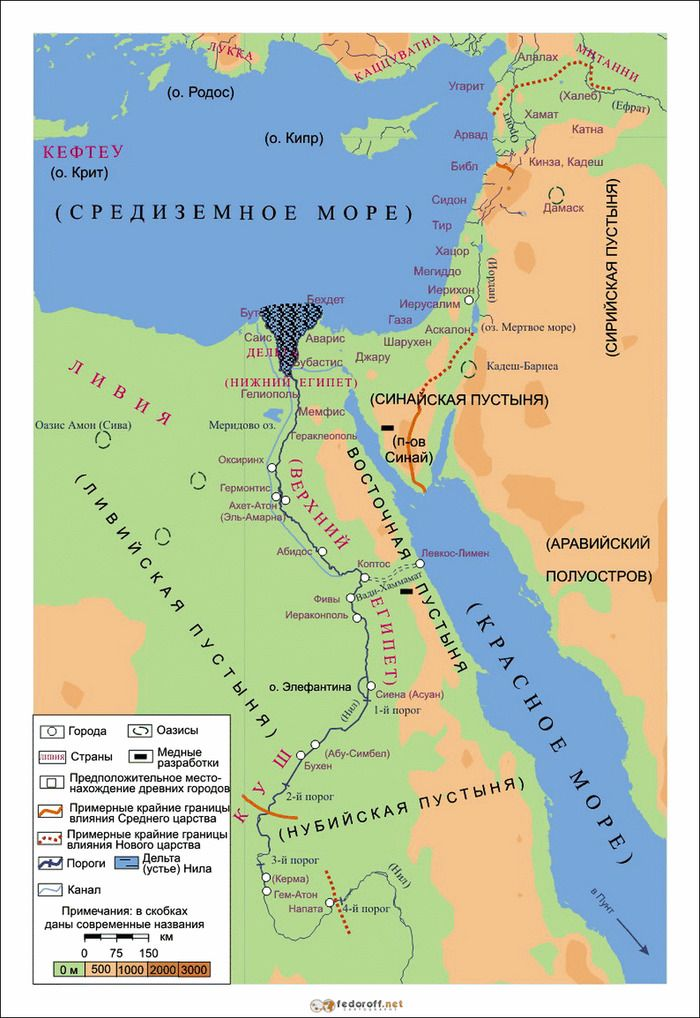 ЛУККА
КАЦЦУВАТНА
МИТАННИ
Алалах
Угарит
(Халеб)
(Ефрат)
(о. Родос)
Хамат
Оронт
Арвад
Катна
(о. Кипр)
КЕФТЕУ
(о. Крит)
Библ
Кинза, Кадеш
Дамаск
Сидон
(СРЕДИЗЕМНОЕ МОРЕ)
Тир
(СИРИЙСКАЯ ПУСТЫНЯ)
Хацор
Мегиддо
(Иордан)
Иерихон
Иерусалим
Газа
Аскалон
(оз. Мертвое море)
Шарухен
Бехдет
Бут
Саис
Аварис
ДЕЛЬ
Бубастис
Джару
Кадеш-Барнеа
(НИЖНИЙ ЕГИПЕТ)
Гелиополь
(СИНАЙСКАЯ ПУСТЫНЯ)
ЛИВИЯ
Мемфис
Меридово оз.
Гераклеополь
(п-ов
Синай)
Оазис Амон (Сива)
Оксиринх
Гермонтис
Ахет-Атон
(Эль-Амарна)
(ВЕРХНИЙ
ЕГИПЕТ)
ВОСТОЧНАЯ
ПУСТЫНЯ
(ЛИВИЙСКАЯ ПУСТЫНЯ)
Абидос
Коптос
Левкос-Лимен
Вади-Хаммамат
(АРАВИЙСКИЙ
ПОЛУОСТРОВ)
Фивы
Иераконполь
(КРАСНОЕ МОРЕ)
о. Элефантина
Сиена (Асуан)
(Нил)
1-й порог
КУШ
(Абу-Симбел)
Бухен
2-й порог
(НУБИЙСКАЯ ПУСТЫНЯ)
3-й порог
(Керма)
Гем-Атон
Напата
4-й порог
(Нил)
в Пунт
Города
Оазисы
ЛИВИЯ
Страны
Медные
разработки
Предположительное место-
нахождение древних городов
Примерные крайние границы
влияния Среднего царства
Примерные крайние границы
влияния Нового царства
Пороги
Дельта
(устье) Нила
Канал
Примечания: в скобках
даны современные названия
0 75 150 км
0 м 500 1000 2000 3000
fedoroff.net
CARTOGRAPHY